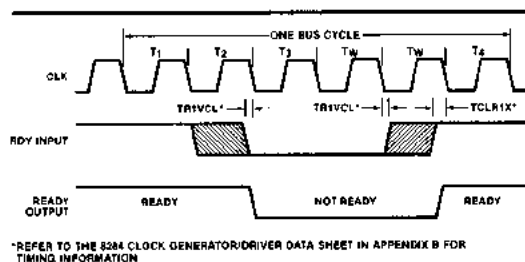 ONE BUS CYCLE
T1 T2 T3 TW TW T4
CLK
TR1VCL* TR1VCL* TCLR1X*
RDY INPUT
READY OUTPUT
READY NOT READY READY
*REFER TO THE 8284 CLOCK GENERATOR/DRIVER DATA SHEET IN APPENDIX B FOR
TIMING INFORMATION